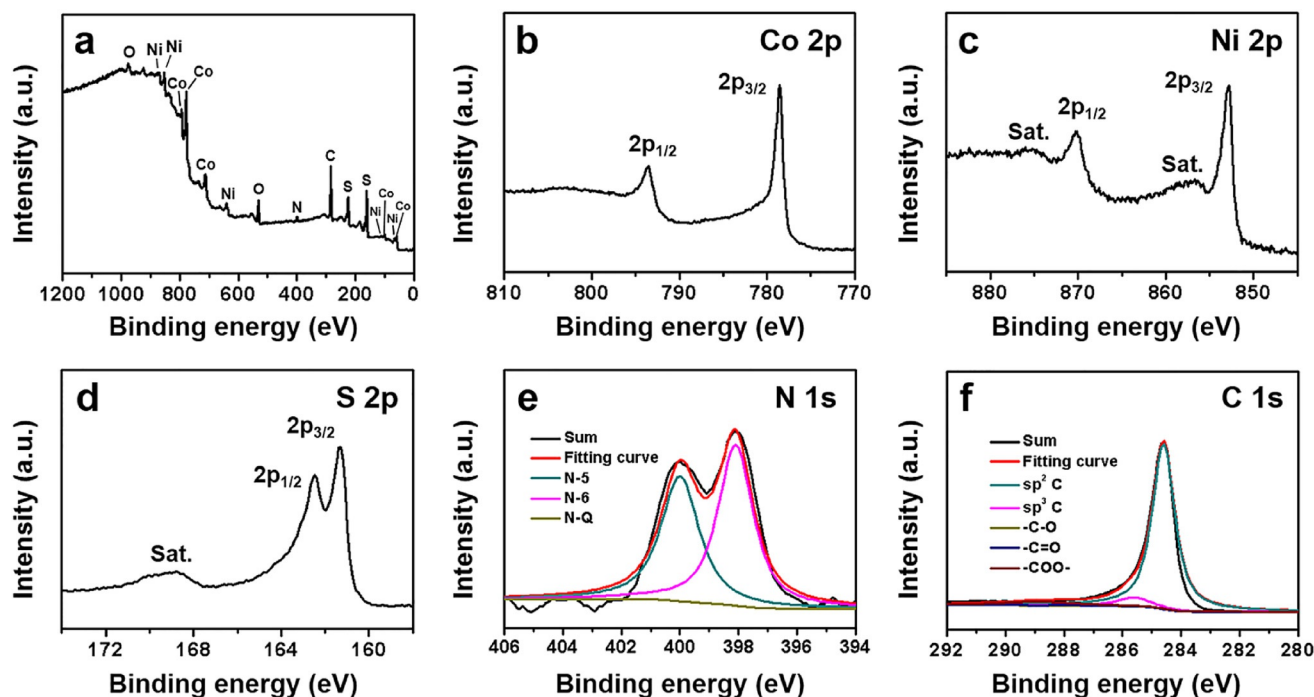 a
O
Ni
Ni
Co
Co
Co
Ni
O
N
C
S
S
Ni
Co
Ni
Co
Intensity (a.u.)
1200 1000 800 600 400 200 0
Binding energy (eV)
b
Co 2p
2p3/2
2p1/2
Intensity (a.u.)
810 800 790 780 770
Binding energy (eV)
c
Ni 2p
2p3/2
2p1/2
Sat.
Sat.
Intensity (a.u.)
880 870 860 850
Binding energy (eV)
d
S 2p
2p3/2
2p1/2
Sat.
Intensity (a.u.)
172 168 164 160
Binding energy (eV)
e
N 1s
Sum
Fitting curve
N-5
N-6
N-Q
Intensity (a.u.)
406 404 402 400 398 396 394
Binding energy (eV)
f
C 1s
Sum
Fitting curve
sp² C
sp³ C
-C-O
-C=O
-COO-
Intensity (a.u.)
292 290 288 286 284 282 280
Binding energy (eV)